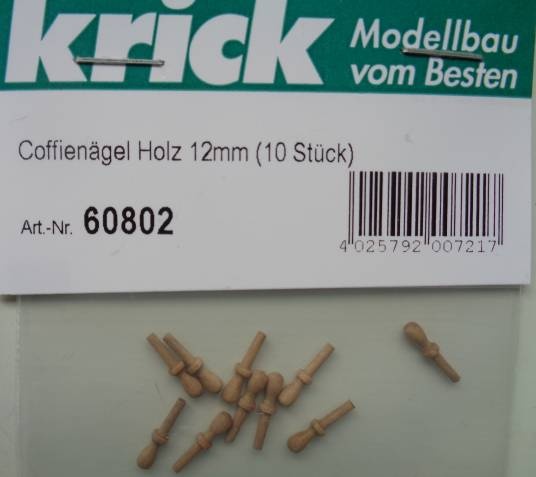 krick
Modellbau
vom Besten
Coffienägel Holz 12mm (10 Stück)
Art.-Nr. 60802
4 025792 007217